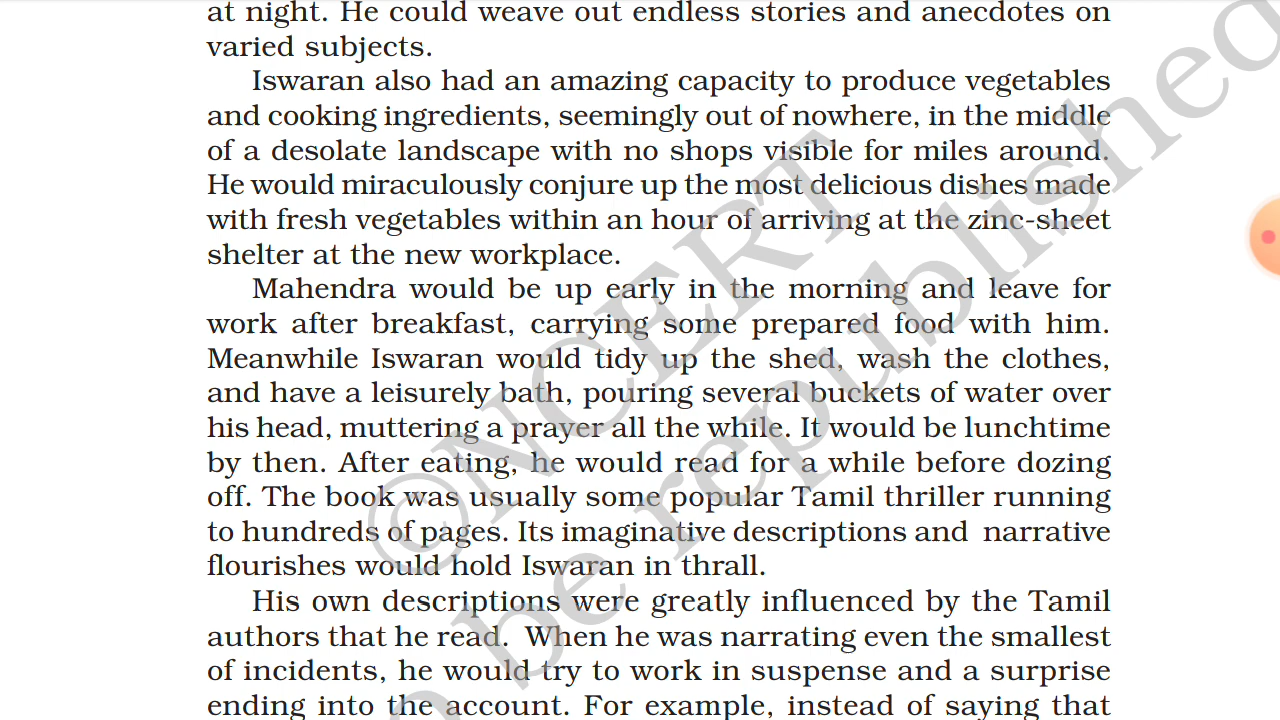 at night. He could weave out endless stories and anecdotes on
varied subjects.
Iswaran also had an amazing capacity to produce vegetables
and cooking ingredients, seemingly out of nowhere, in the middle
of a desolate landscape with no shops visible for miles around.
He would miraculously conjure up the most delicious dishes made
with fresh vegetables within an hour of arriving at the zinc-sheet
shelter at the new workplace.
Mahendra would be up early in the morning and leave for
work after breakfast, carrying some prepared food with him.
Meanwhile Iswaran would tidy up the shed, wash the clothes,
and have a leisurely bath, pouring several buckets of water over
his head, muttering a prayer all the while. It would be lunchtime
by then. After eating, he would read for a while before dozing
off. The book was usually some popular Tamil thriller running
to hundreds of pages. Its imaginative descriptions and narrative
flourishes would hold Iswaran in thrall.
His own descriptions were greatly influenced by the Tamil
authors that he read. When he was narrating even the smallest
of incidents, he would try to work in suspense and a surprise
ending into the account. For example, instead of saying that
©NCERT
o be republished